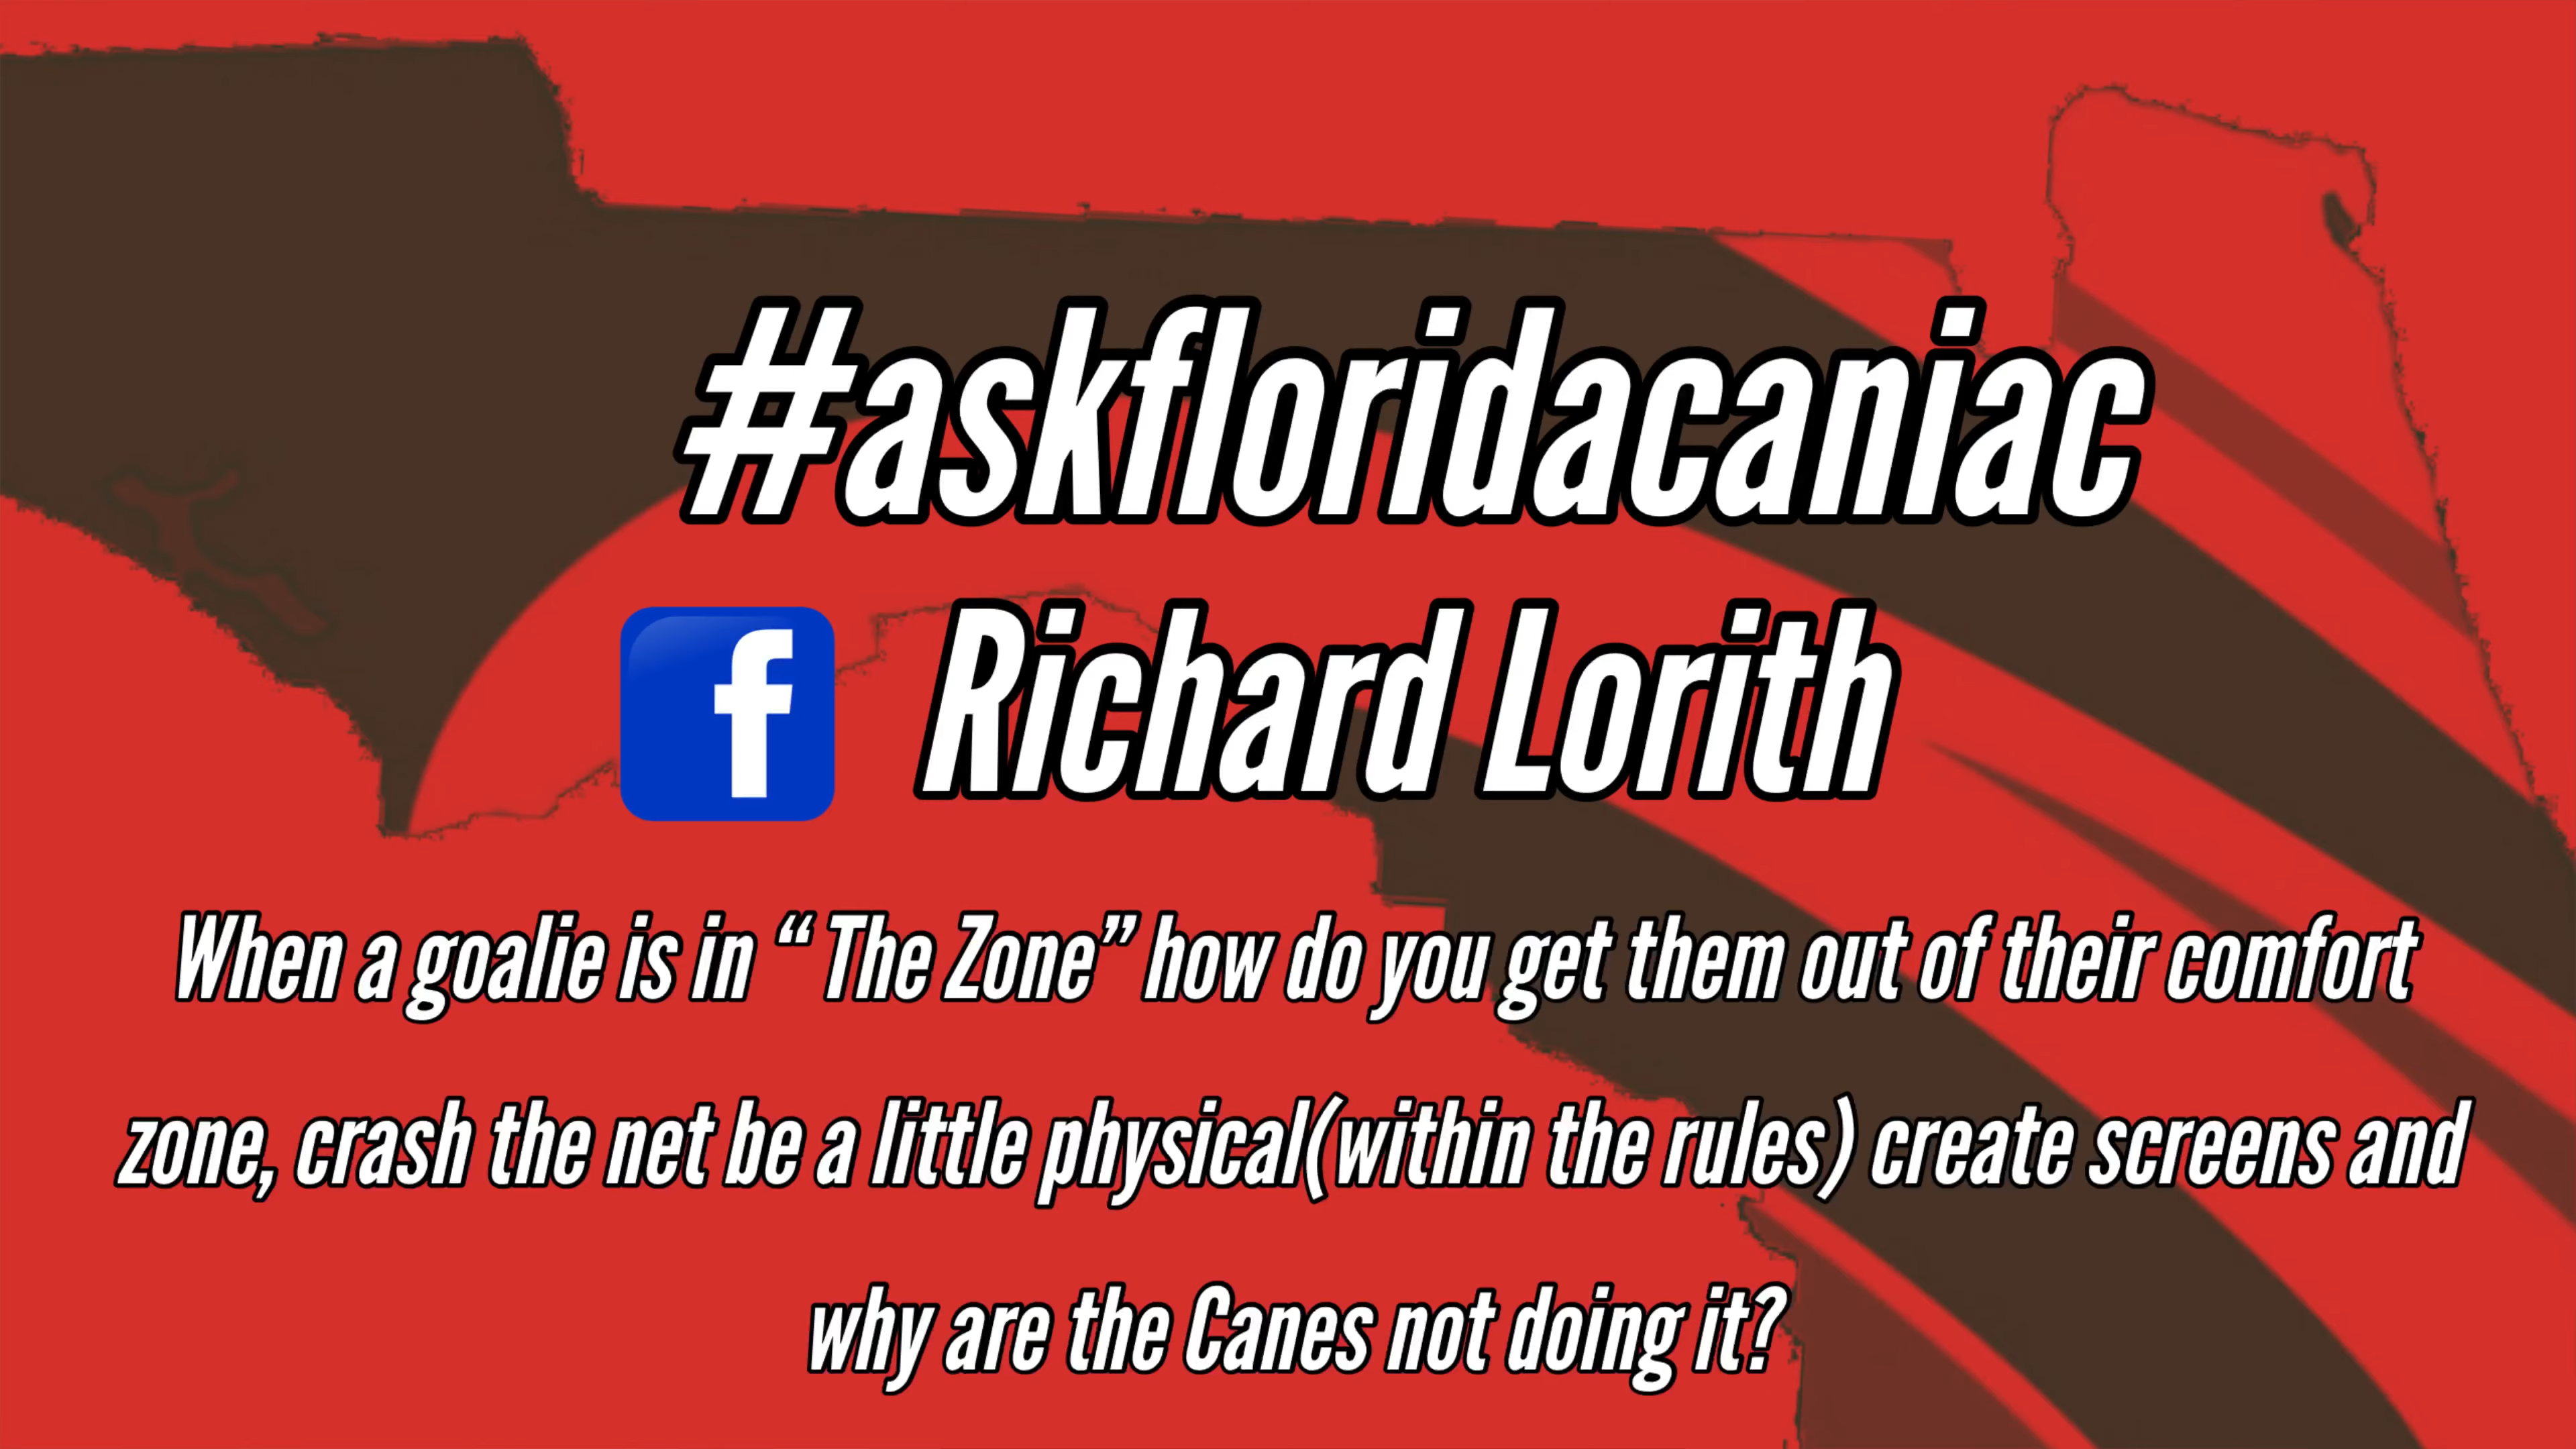 #askfloridacaniac
f Richard Lorith
When a goalie is in “ The Zone” how do you get them out of their comfort
zone, crash the net be a little physical(within the rules) create screens and
why are the Canes not doing it?